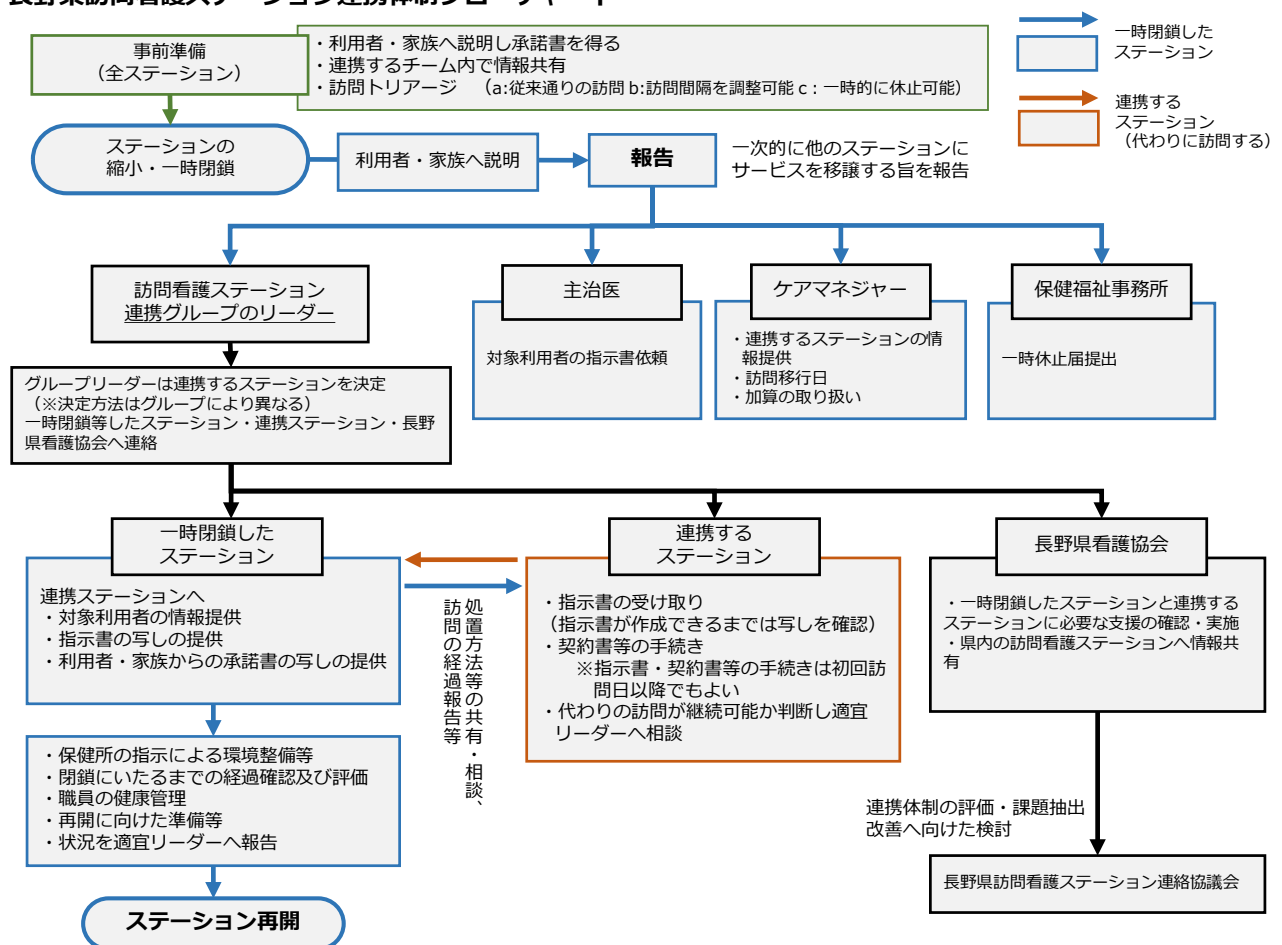 長野県訪問看護ステーション連携体制フローチャート
一時閉鎖した
ステーション
連携する
ステーション
(代わりに訪問する)
事前準備
(全ステーション)
・利用者・家族へ説明し承諾書を得る
・連携するチーム内で情報共有
・訪問トリアージ (a:従来通りの訪問 b:訪問間隔を調整可能 c:一時的に休止可能)
ステーションの
縮小・一時閉鎖
利用者・家族へ説明
報告
一次的に他のステーションに
サービスを移譲する旨を報告
訪問看護ステーション
連携グループのリーダー
主治医
対象利用者の指示書依頼
ケアマネジャー
・連携するステーションの情
報提供
・訪問移行日
・加算の取り扱い
保健福祉事務所
一時休止届提出
グループリーダーは連携するステーションを決定
(※決定方法はグループにより異なる)
一時閉鎖等したステーション・連携ステーション・長野
県看護協会へ連絡
一時閉鎖した
ステーション
連携ステーションへ
・対象利用者の情報提供
・指示書の写しの提供
・利用者・家族からの承諾書の写しの提供
処置方法等の共有・相談、
訪問の経過報告等
連携する
ステーション
・指示書の受け取り
(指示書が作成できるまでは写しを確認)
・契約書等の手続き
※指示書・契約書等の手続きは初回訪
問日以降でもよい
・代わりの訪問が継続可能か判断し適宜
リーダーへ相談
長野県看護協会
・一時閉鎖したステーションと連携する
ステーションに必要な支援の確認・実施
・県内の訪問看護ステーションへ情報共
有
・保健所の指示による環境整備等
・閉鎖にいたるまでの経過確認及び評価
・職員の健康管理
・再開に向けた準備等
・状況を適宜リーダーへ報告
連携体制の評価・課題抽出
改善へ向けた検討
長野県訪問看護ステーション連絡協議会
ステーション再開